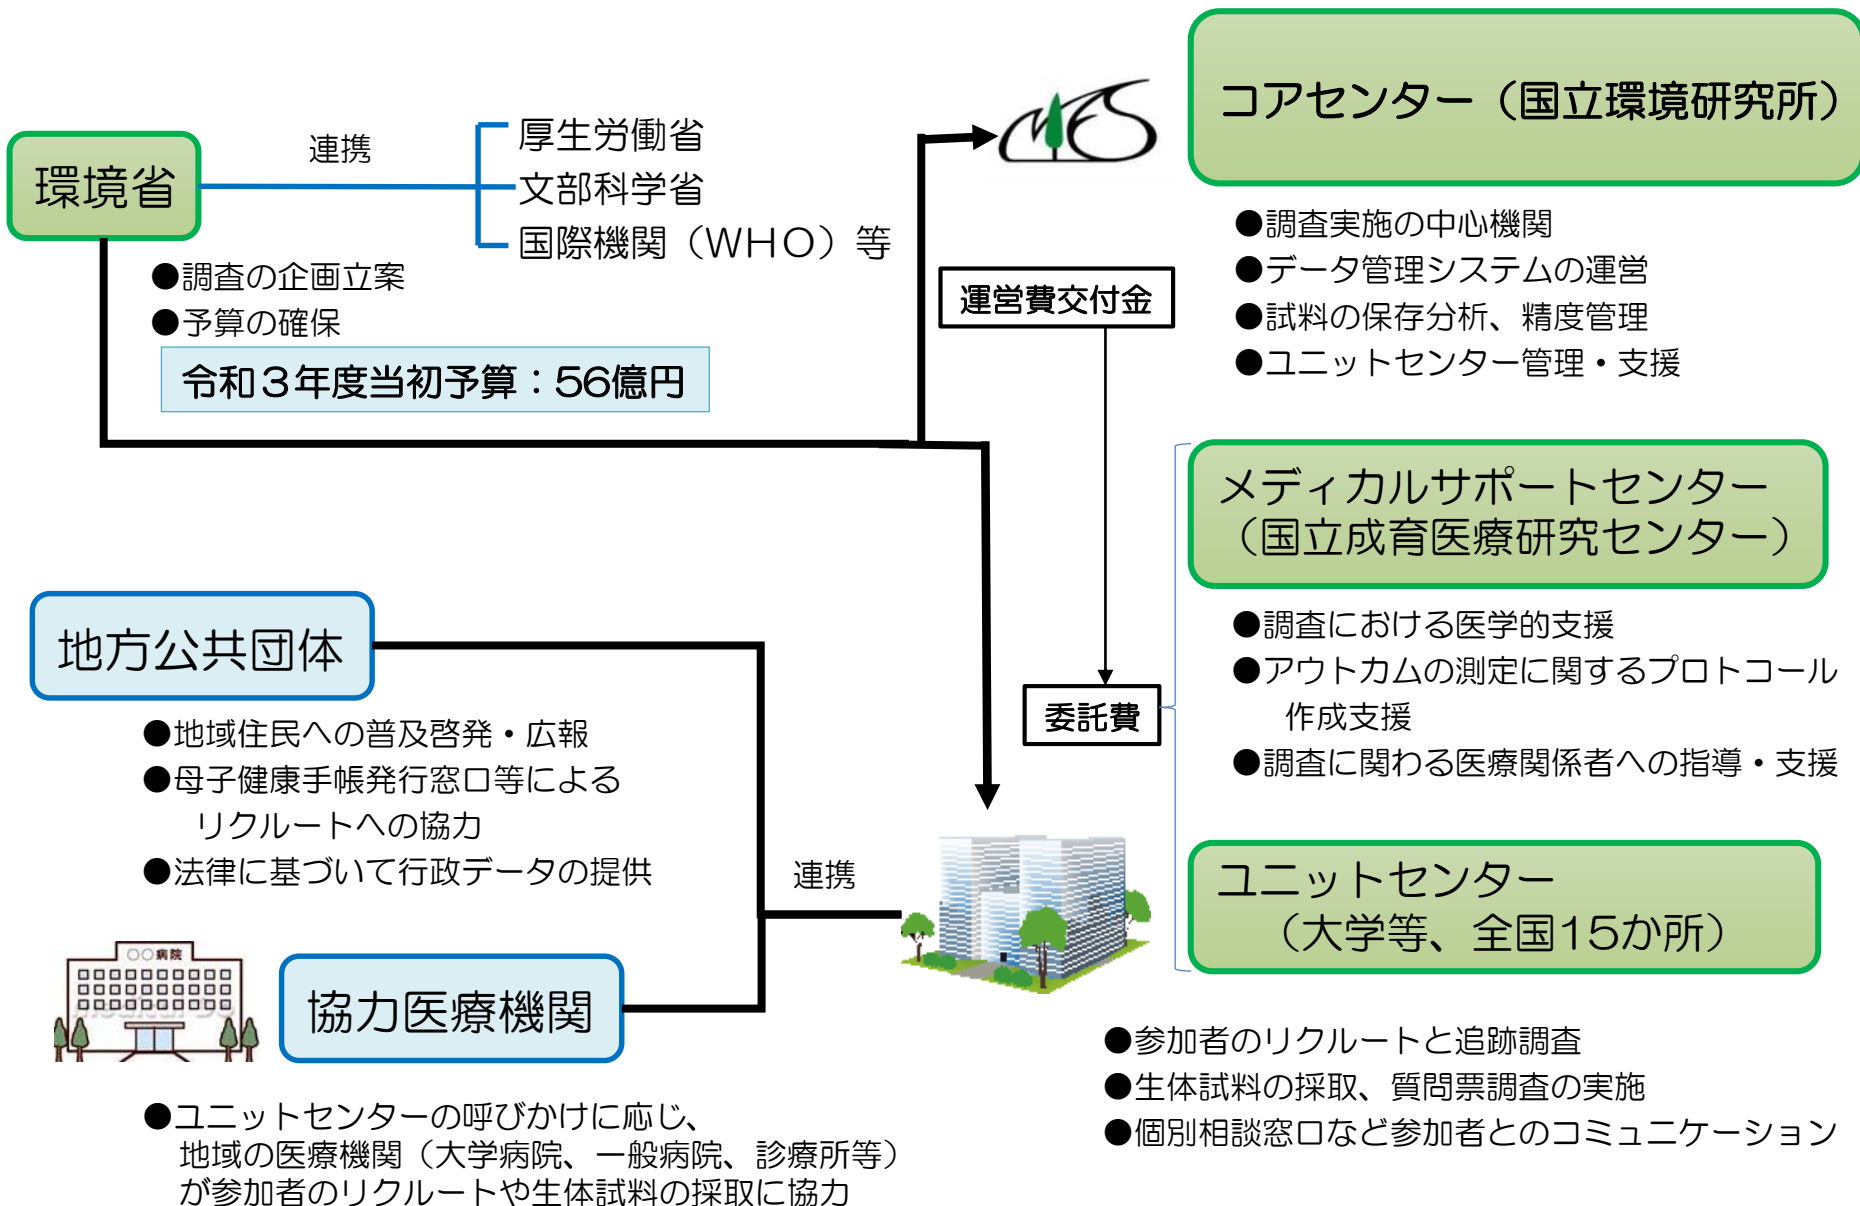 環境省
連携
厚生労働省
文部科学省
国際機関（WHO）等
●調査の企画立案
●予算の確保
令和３年度当初予算：56億円
コアセンター（国立環境研究所）
●調査実施の中心機関
●データ管理システムの運営
●試料の保存分析、精度管理
●ユニットセンター管理・支援
運営費交付金
委託費
メディカルサポートセンター
（国立成育医療研究センター）
●調査における医学的支援
●アウトカムの測定に関するプロトコール
作成支援
●調査に関わる医療関係者への指導・支援
地方公共団体
●地域住民への普及啓発・広報
●母子健康手帳発行窓口等による
リクルートへの協力
●法律に基づいて行政データの提供
連携
ユニットセンター
（大学等、全国15か所）
●参加者のリクルートと追跡調査
●生体試料の採取、質問票調査の実施
●個別相談窓口など参加者とのコミュニケーション
〇〇病院
協力医療機関
●ユニットセンターの呼びかけに応じ、
地域の医療機関（大学病院、一般病院、診療所等）
が参加者のリクルートや生体試料の採取に協力